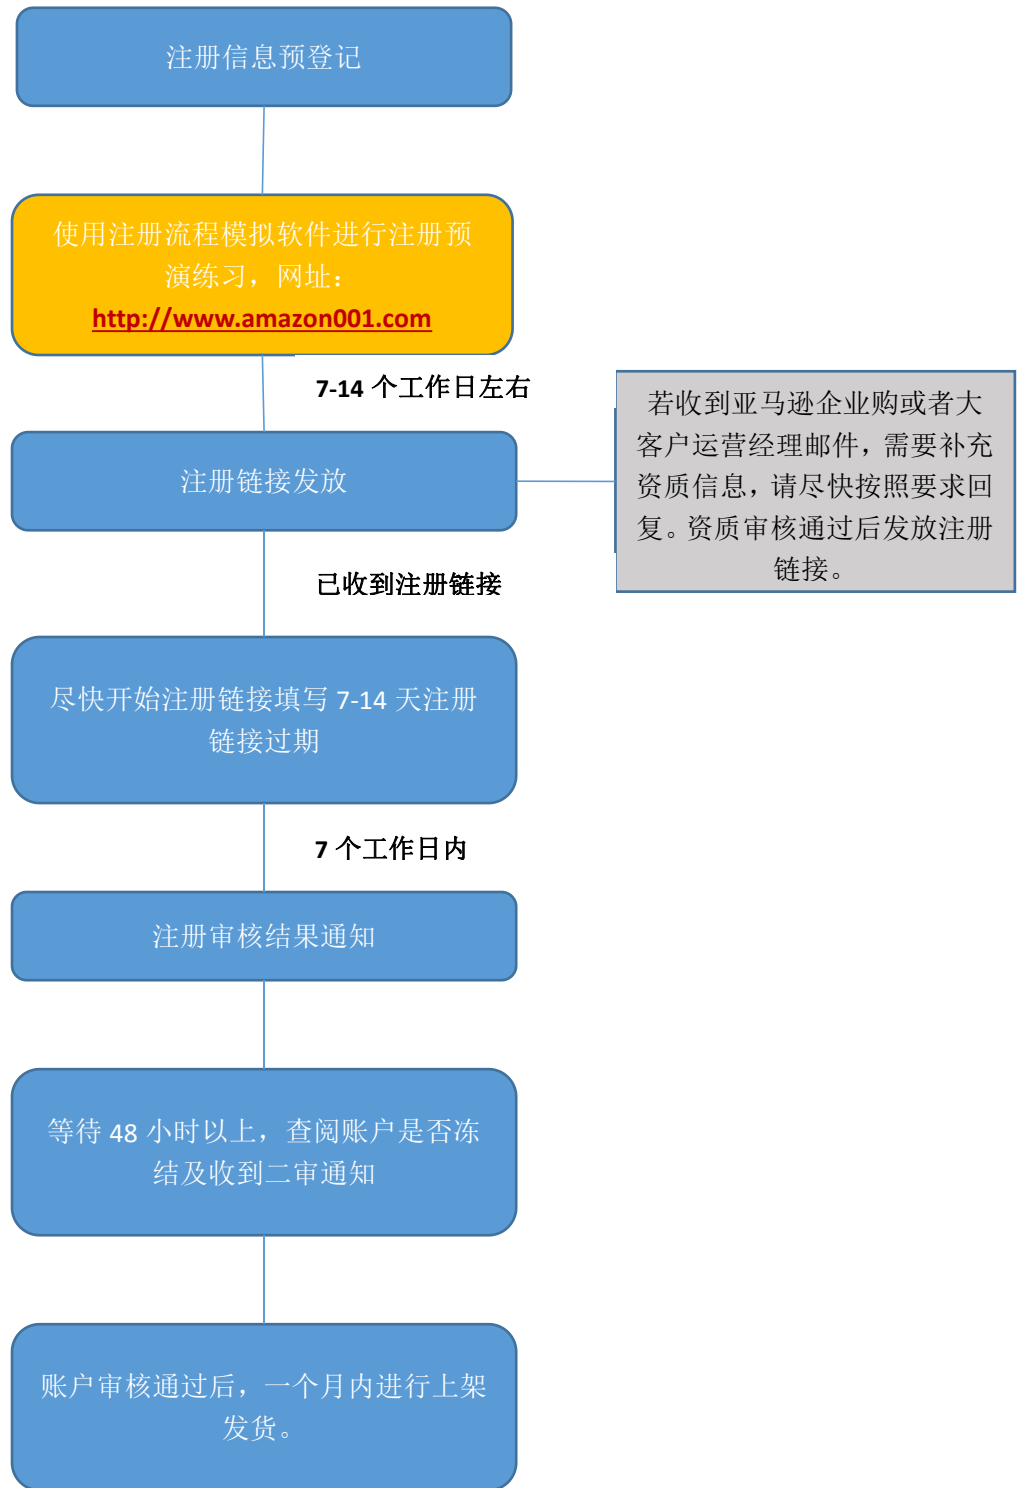 注册信息预登记
使用注册流程模拟软件进行注册预
演练习，网址：
http://www.amazon001.com
7-14 个工作日左右
注册链接发放
若收到亚马逊企业购或者大
客户运营经理邮件，需要补充
资质信息，请尽快按照要求回
复。资质审核通过后发放注册
链接。
已收到注册链接
尽快开始注册链接填写 7-14 天注册
链接过期
7 个工作日内
注册审核结果通知
等待 48 小时以上，查阅账户是否冻
结及收到二审通知
账户审核通过后，一个月内进行上架
发货。